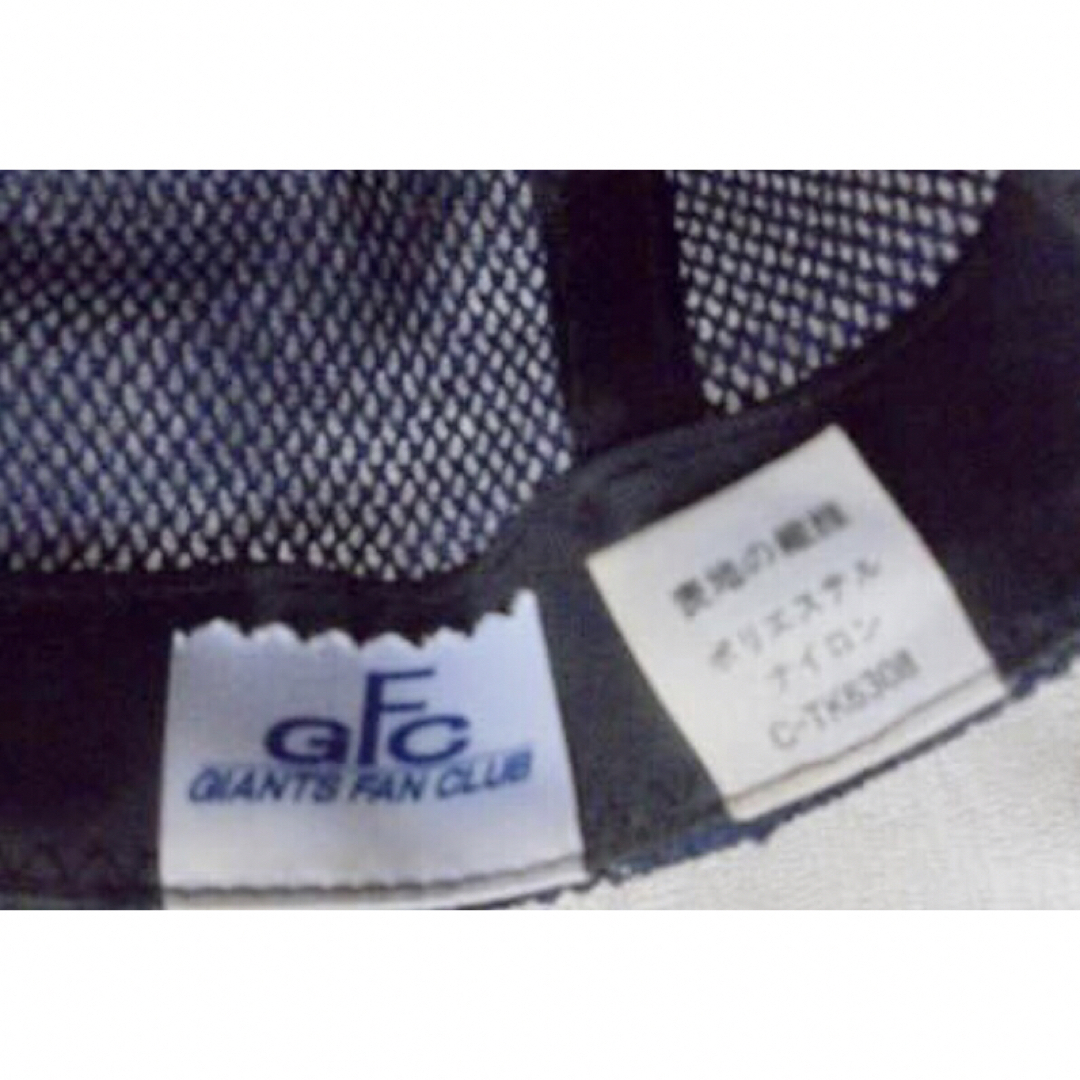 GFC
GIANTS FAN CLUB
表地の組織
ポリエステル
ナイロン
C-TK5308